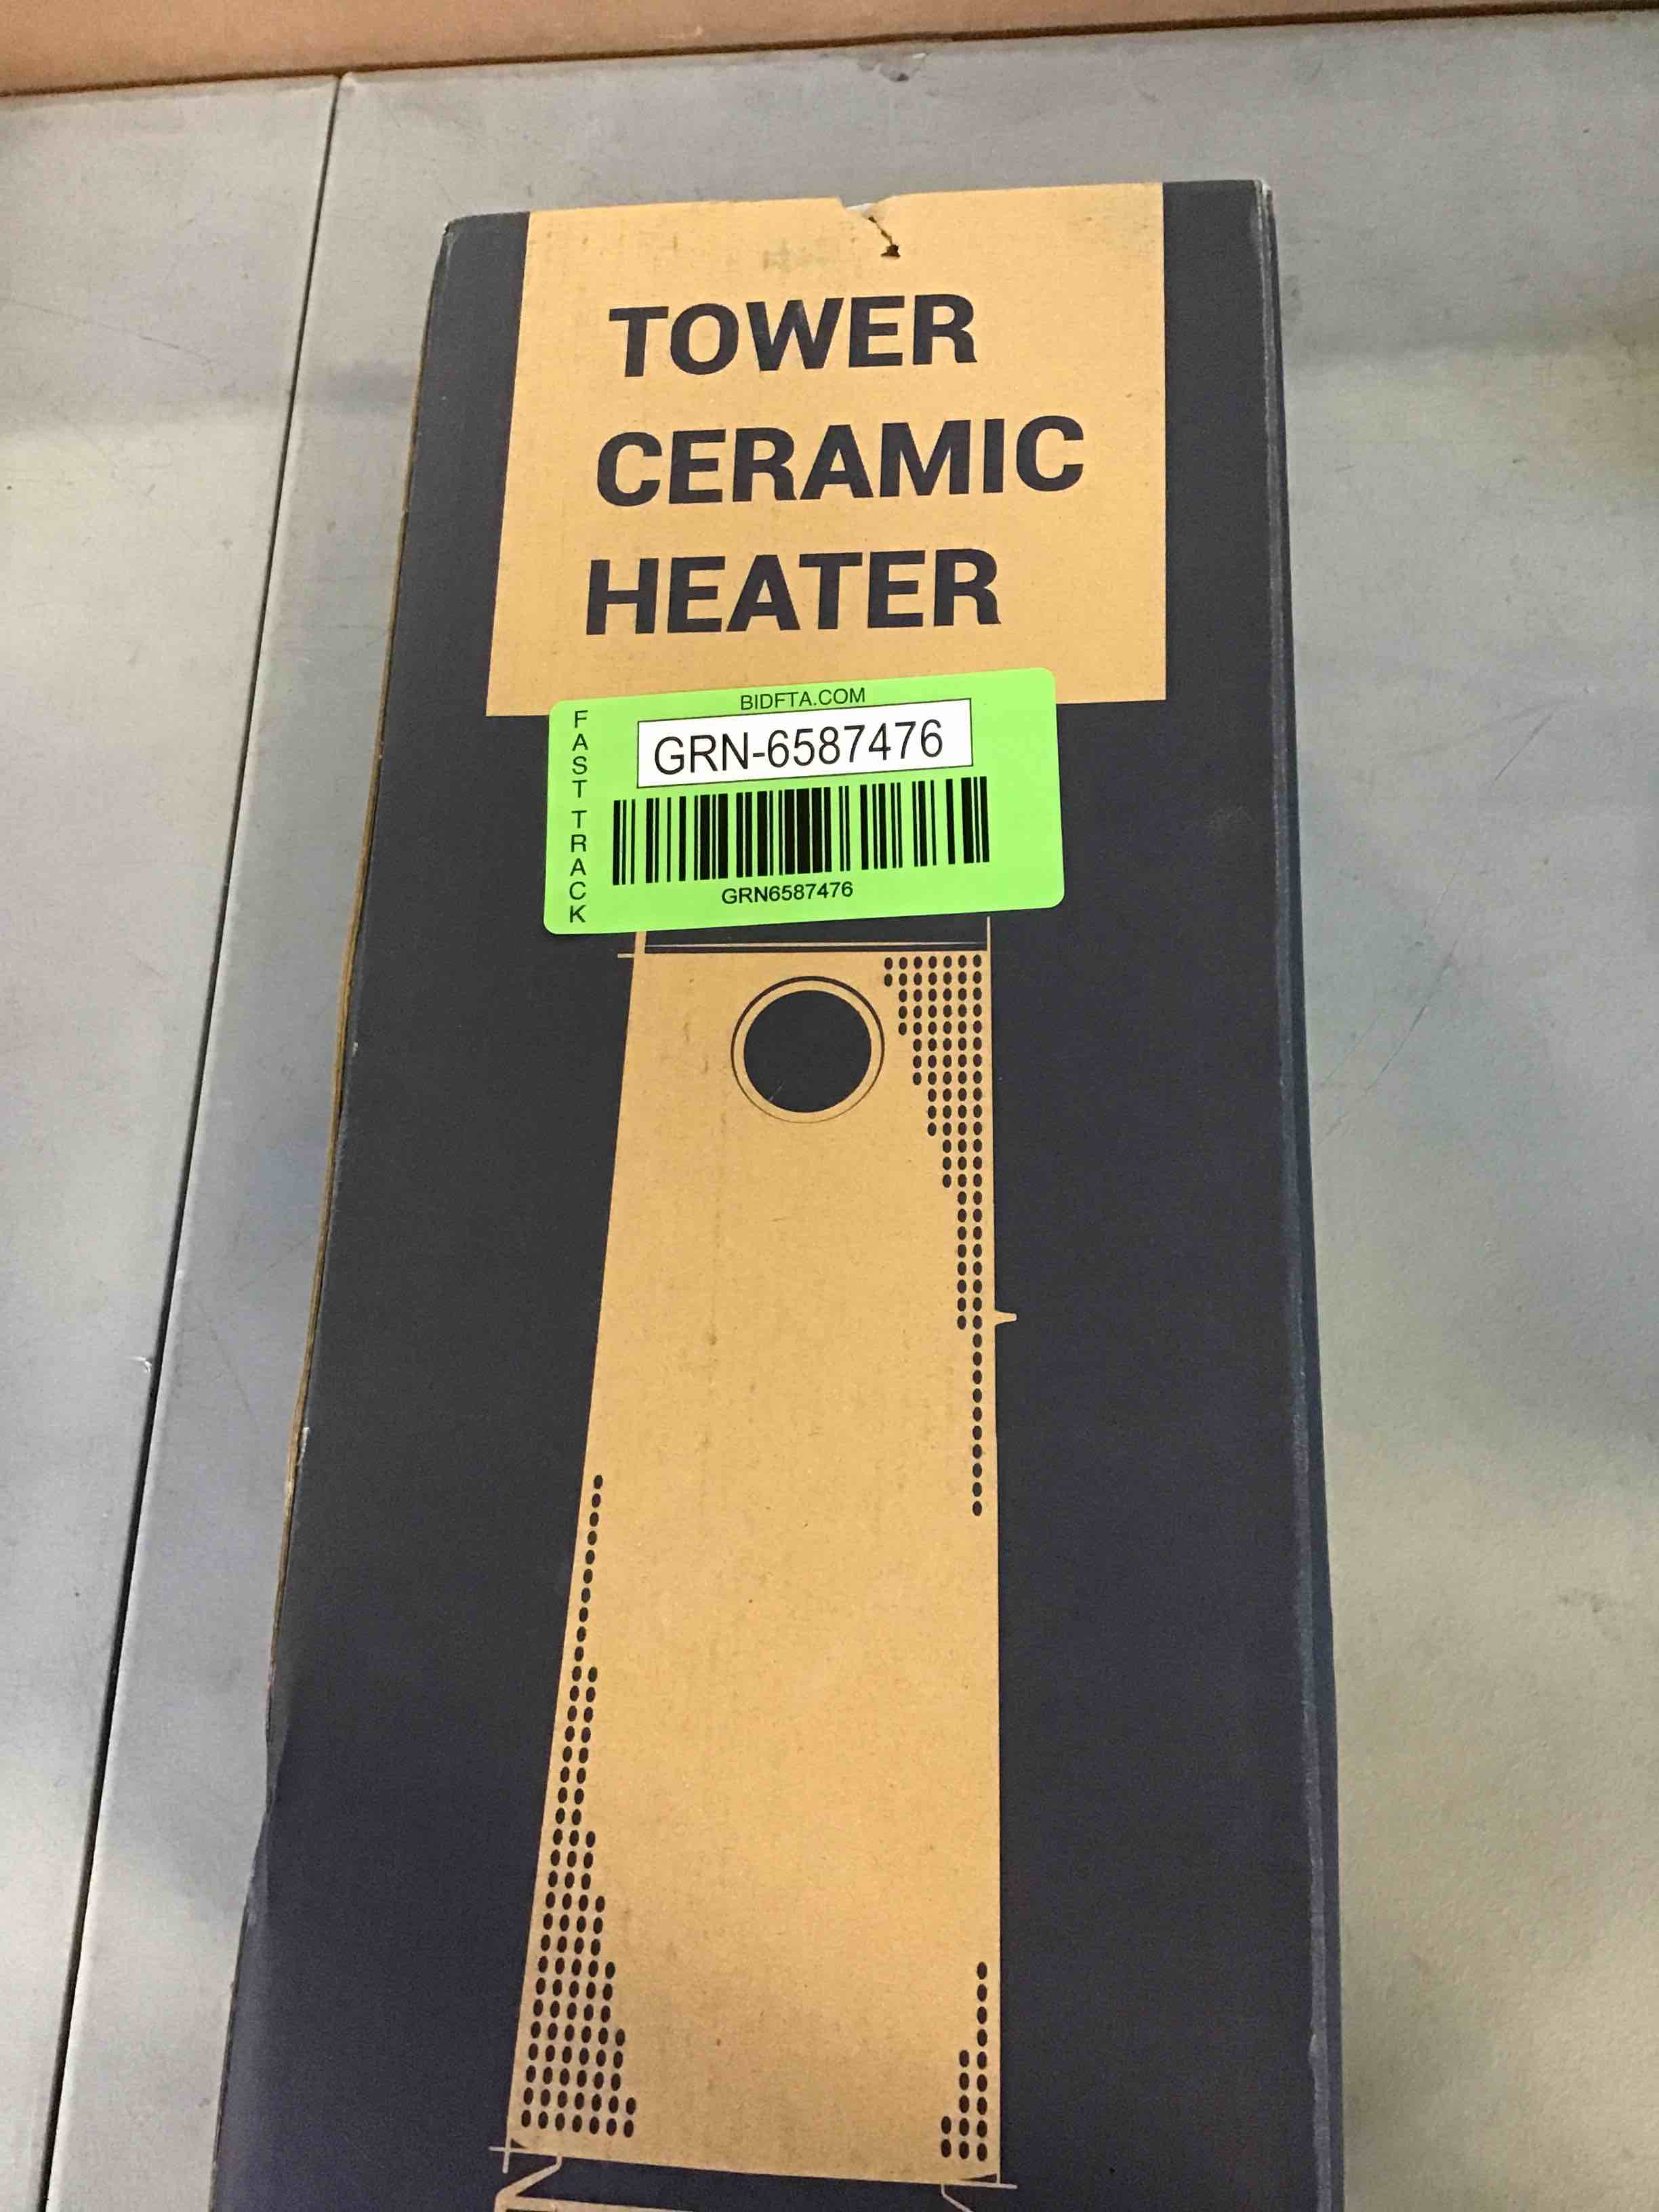 TOWER
CERAMIC
HEATER
BIDFTA.COM
FAST TRACK
GRN-6587476
GRN6587476